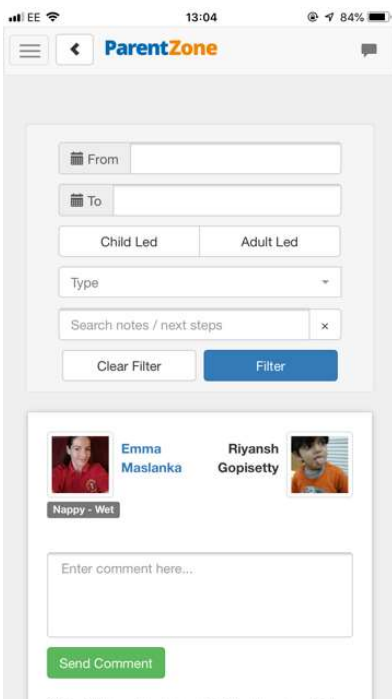 EE 13:04 84%
ParentZone
From
To
Child Led Adult Led
Type
Search notes / next steps ×
Clear Filter Filter
Emma Maslanka
Riyansh Gopisetty
Nappy - Wet
Enter comment here...
Send Comment